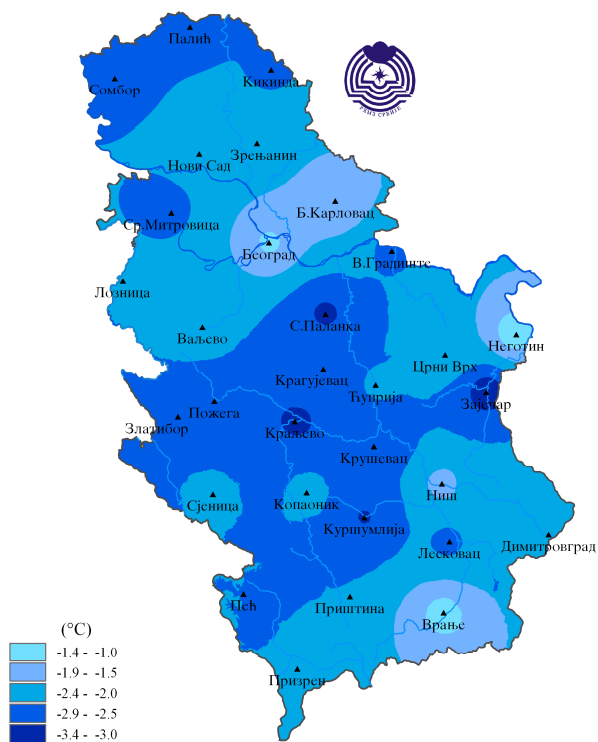 Палић
Кикинда
Сомбор
РХМЗ СРБИЈЕ
Зрењанин
Нови Сад
Б.Карловац
Ср.Митровица
Београд
В.Градиште
Лозница
С.Паланка
Ваљево
Неготин
Црни Врх
Крагујевац
Ћуприја
Зајечар
Пожега
Златибор
Краљево
Крушевац
Ниш
Сјеница
Копаоник
Куршумлија
Лесковац
Димитровград
Пећ
Приштина
Врање
Призрен
(°C)
-1.4 - -1.0
-1.9 - -1.5
-2.4 - -2.0
-2.9 - -2.5
-3.4 - -3.0